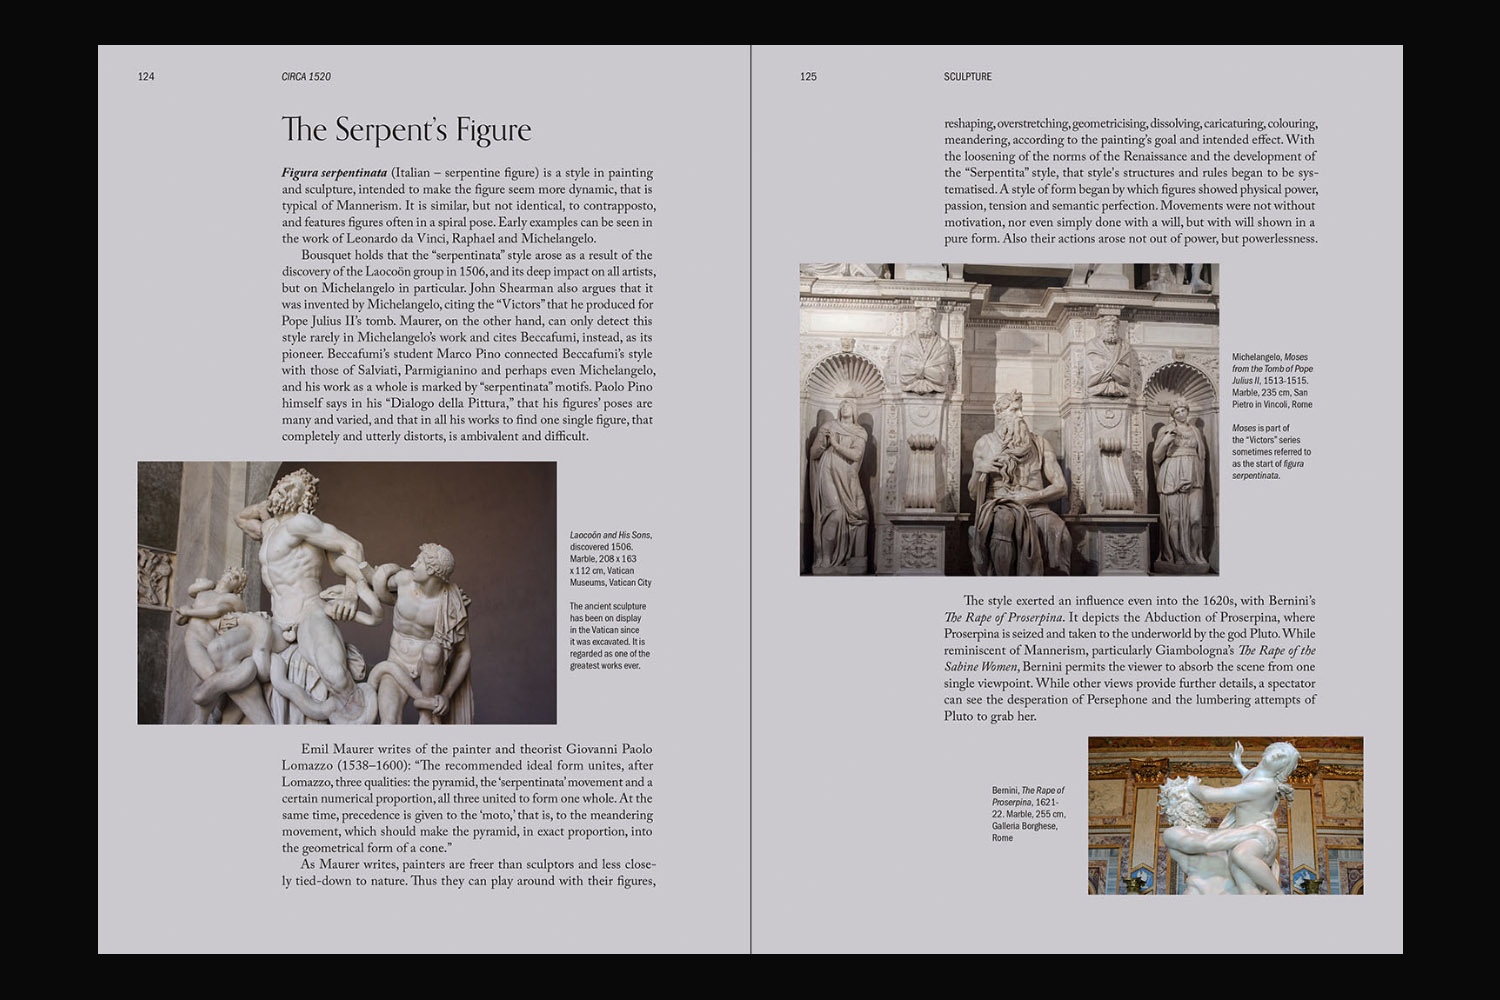 124
CIRCA 1520
The Serpent's Figure
Figura serpentinata (Italian – serpentine figure) is a style in painting
and sculpture, intended to make the figure seem more dynamic, that is
typical of Mannerism. It is similar, but not identical, to contrapposto,
and features figures often in a spiral pose. Early examples can be seen in
the work of Leonardo da Vinci, Raphael and Michelangelo.
Bousquet holds that the “serpentinata” style arose as a result of the
discovery of the Laocoön group in 1506, and its deep impact on all artists,
but on Michelangelo in particular. John Shearman also argues that it
was invented by Michelangelo, citing the “Victors” that he produced for
Pope Julius II’s tomb. Maurer, on the other hand, can only detect this
style rarely in Michelangelo’s work and cites Beccafumi, instead, as its
pioneer. Beccafumi’s student Marco Pino connected Beccafumi’s style
with those of Salviati, Parmigianino and perhaps even Michelangelo,
and his work as a whole is marked by “serpentinata” motifs. Paolo Pino
himself says in his “Dialogo della Pittura,” that his figures’ poses are
many and varied, and that in all his works to find one single figure, that
completely and utterly distorts, is ambivalent and difficult.
Laocoön and His Sons,
discovered 1506.
Marble, 208 x 163
x 112 cm, Vatican
Museums, Vatican City
The ancient sculpture
has been on display
in the Vatican since
it was excavated. It is
regarded as one of the
greatest works ever.
Emil Maurer writes of the painter and theorist Giovanni Paolo
Lomazzo (1538–1600): “The recommended ideal form unites, after
Lomazzo, three qualities: the pyramid, the ‘serpentinata’ movement and a
certain numerical proportion, all three united to form one whole. At the
same time, precedence is given to the ‘moto,’ that is, to the meandering
movement, which should make the pyramid, in exact proportion, into
the geometrical form of a cone.”
As Maurer writes, painters are freer than sculptors and less close-
ly tied-down to nature. Thus they can play around with their figures,
125
SCULPTURE
reshaping, overstretching, geometricising, dissolving, caricaturing, colouring,
meandering, according to the painting’s goal and intended effect. With
the loosening of the norms of the Renaissance and the development of
the “Serpentita” style, that style's structures and rules began to be sys-
tematised. A style of form began by which figures showed physical power,
passion, tension and semantic perfection. Movements were not without
motivation, nor even simply done with a will, but with will shown in a
pure form. Also their actions arose not out of power, but powerlessness.
Michelangelo, Moses
from the Tomb of Pope
Julius II, 1513-1515.
Marble, 235 cm, San
Pietro in Vincoli, Rome
Moses is part of
the “Victors” series
sometimes referred to
as the start of figura
serpentinata.
The style exerted an influence even into the 1620s, with Bernini’s
The Rape of Proserpina. It depicts the Abduction of Proserpina, where
Proserpina is seized and taken to the underworld by the god Pluto. While
reminiscent of Mannerism, particularly Giambologna’s The Rape of the
Sabine Women, Bernini permits the viewer to absorb the scene from one
single viewpoint. While other views provide further details, a spectator
can see the desperation of Persephone and the lumbering attempts of
Pluto to grab her.
Bernini, The Rape of
Proserpina, 1621-
22. Marble, 255 cm,
Galleria Borghese,
Rome